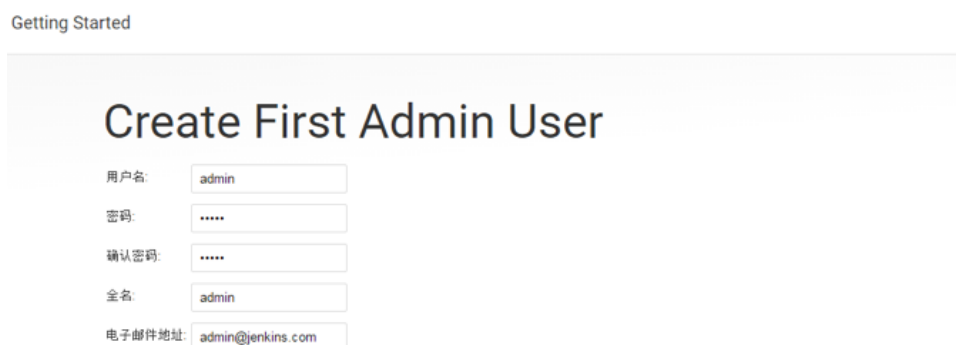 Getting Started
Create First Admin User
用户名: admin
密码: •••••
确认密码: •••••
全名: admin
电子邮件地址: admin@jenkins.com